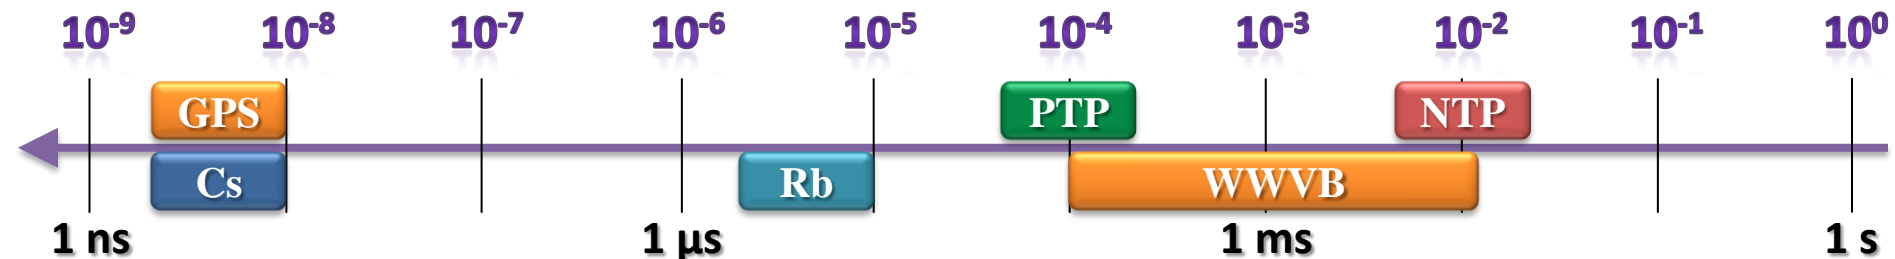 10⁻⁹ 10⁻⁸ 10⁻⁷ 10⁻⁶ 10⁻⁵ 10⁻⁴ 10⁻³ 10⁻² 10⁻¹ 10⁰
GPS PTP NTP
Cs Rb WWVB
1 ns 1 µs 1 ms 1 s